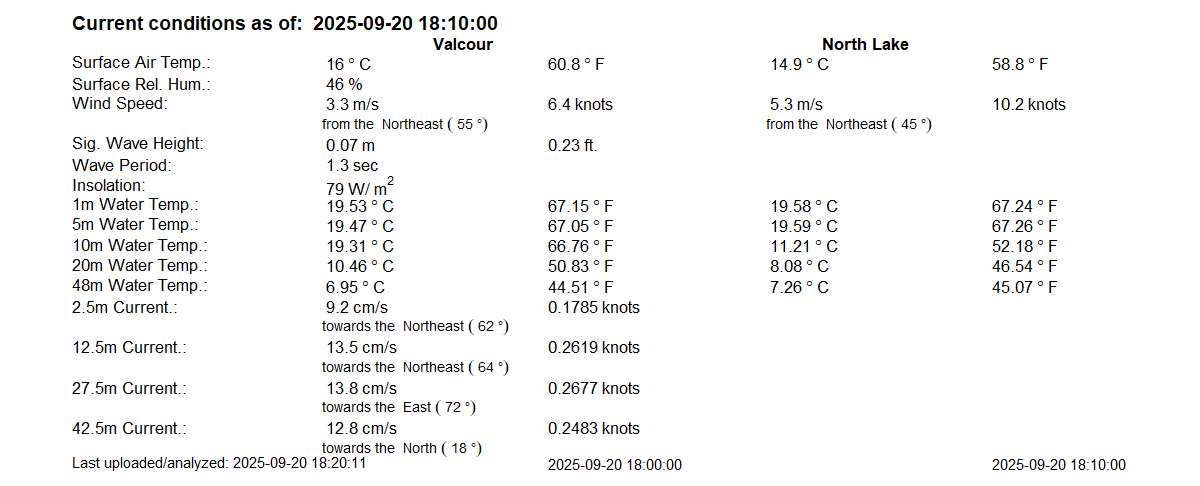 Current conditions as of: 2025-09-20 18:10:00
Valcour North Lake
Surface Air Temp.: 16 ° C 60.8 ° F 14.9 ° C 58.8 ° F
Surface Rel. Hum.: 46 %
Wind Speed: 3.3 m/s 6.4 knots 5.3 m/s 10.2 knots
from the Northeast ( 55 °) from the Northeast ( 45 °)
Sig. Wave Height: 0.07 m 0.23 ft.
Wave Period: 1.3 sec
Insolation: 79 W/ m2
1m Water Temp.: 19.53 ° C 67.15 ° F 19.58 ° C 67.24 ° F
5m Water Temp.: 19.47 ° C 67.05 ° F 19.59 ° C 67.26 ° F
10m Water Temp.: 19.31 ° C 66.76 ° F 11.21 ° C 52.18 ° F
20m Water Temp.: 10.46 ° C 50.83 ° F 8.08 ° C 46.54 ° F
48m Water Temp.: 6.95 ° C 44.51 ° F 7.26 ° C 45.07 ° F
2.5m Current.: 9.2 cm/s 0.1785 knots
towards the Northeast ( 62 °)
12.5m Current.: 13.5 cm/s 0.2619 knots
towards the Northeast ( 64 °)
27.5m Current.: 13.8 cm/s 0.2677 knots
towards the East ( 72 °)
42.5m Current.: 12.8 cm/s 0.2483 knots
towards the North ( 18 °)
Last uploaded/analyzed: 2025-09-20 18:20:11 2025-09-20 18:00:00 2025-09-20 18:10:00